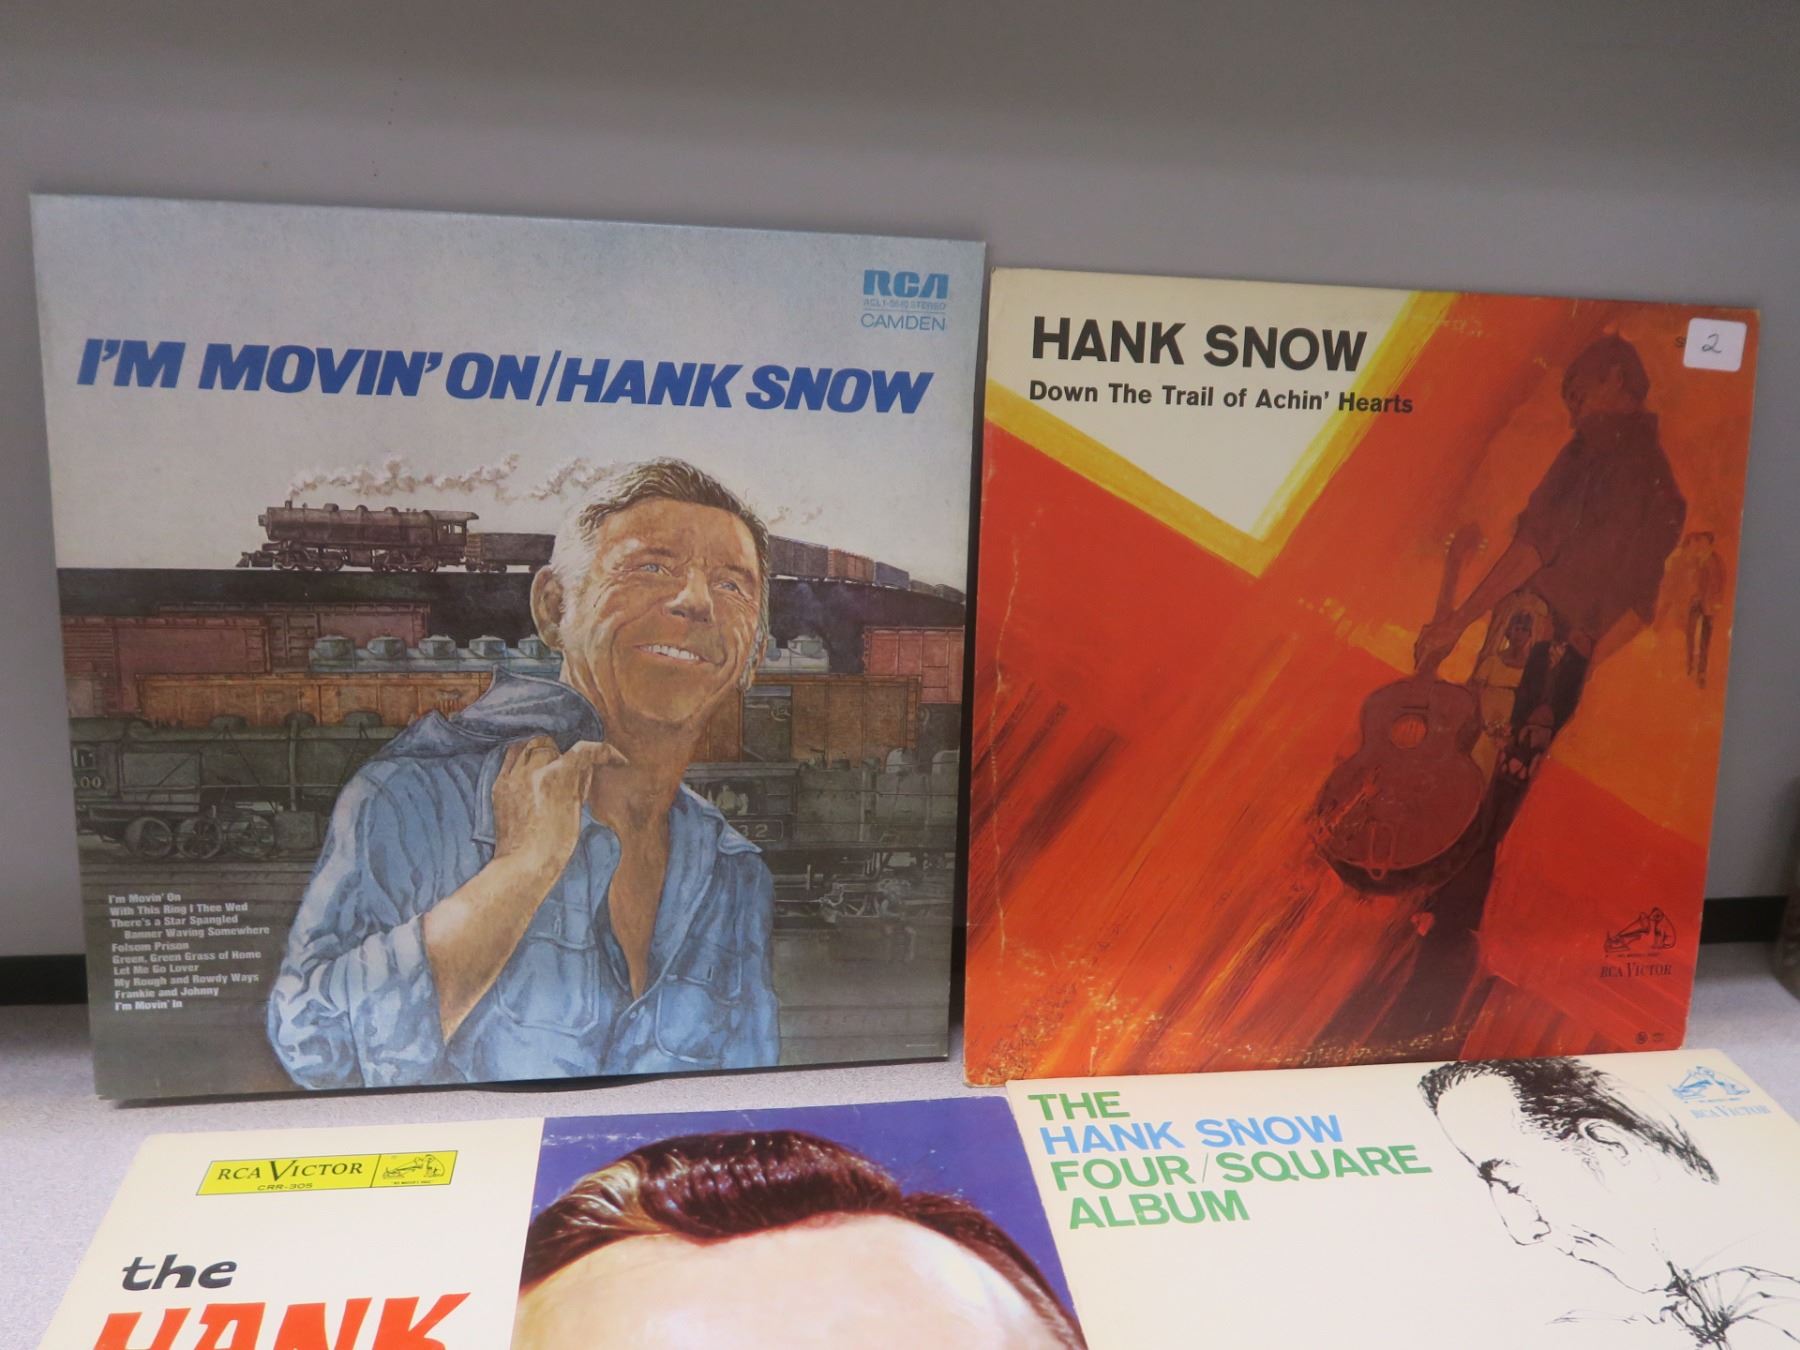 RCA
STEREO
CAMDEN
I'M MOVIN' ON/HANK SNOW
I'm Movin' On
With This Ring I Thee Wed
There's a Star Spangled
Banner Waving Somewhere
Folsom Prison
Green, Green Grass of Home
Let Me Go Lover
My Rough and Rowdy Ways
Frankie and Johnny
I'm Movin' In
HANK SNOW
Down The Trail of Achin' Hearts
2
RCA VICTOR
RCA VICTOR
CRR-305
the
HANK
THE
HANK SNOW
FOUR/SQUARE
ALBUM
RCA VICTOR